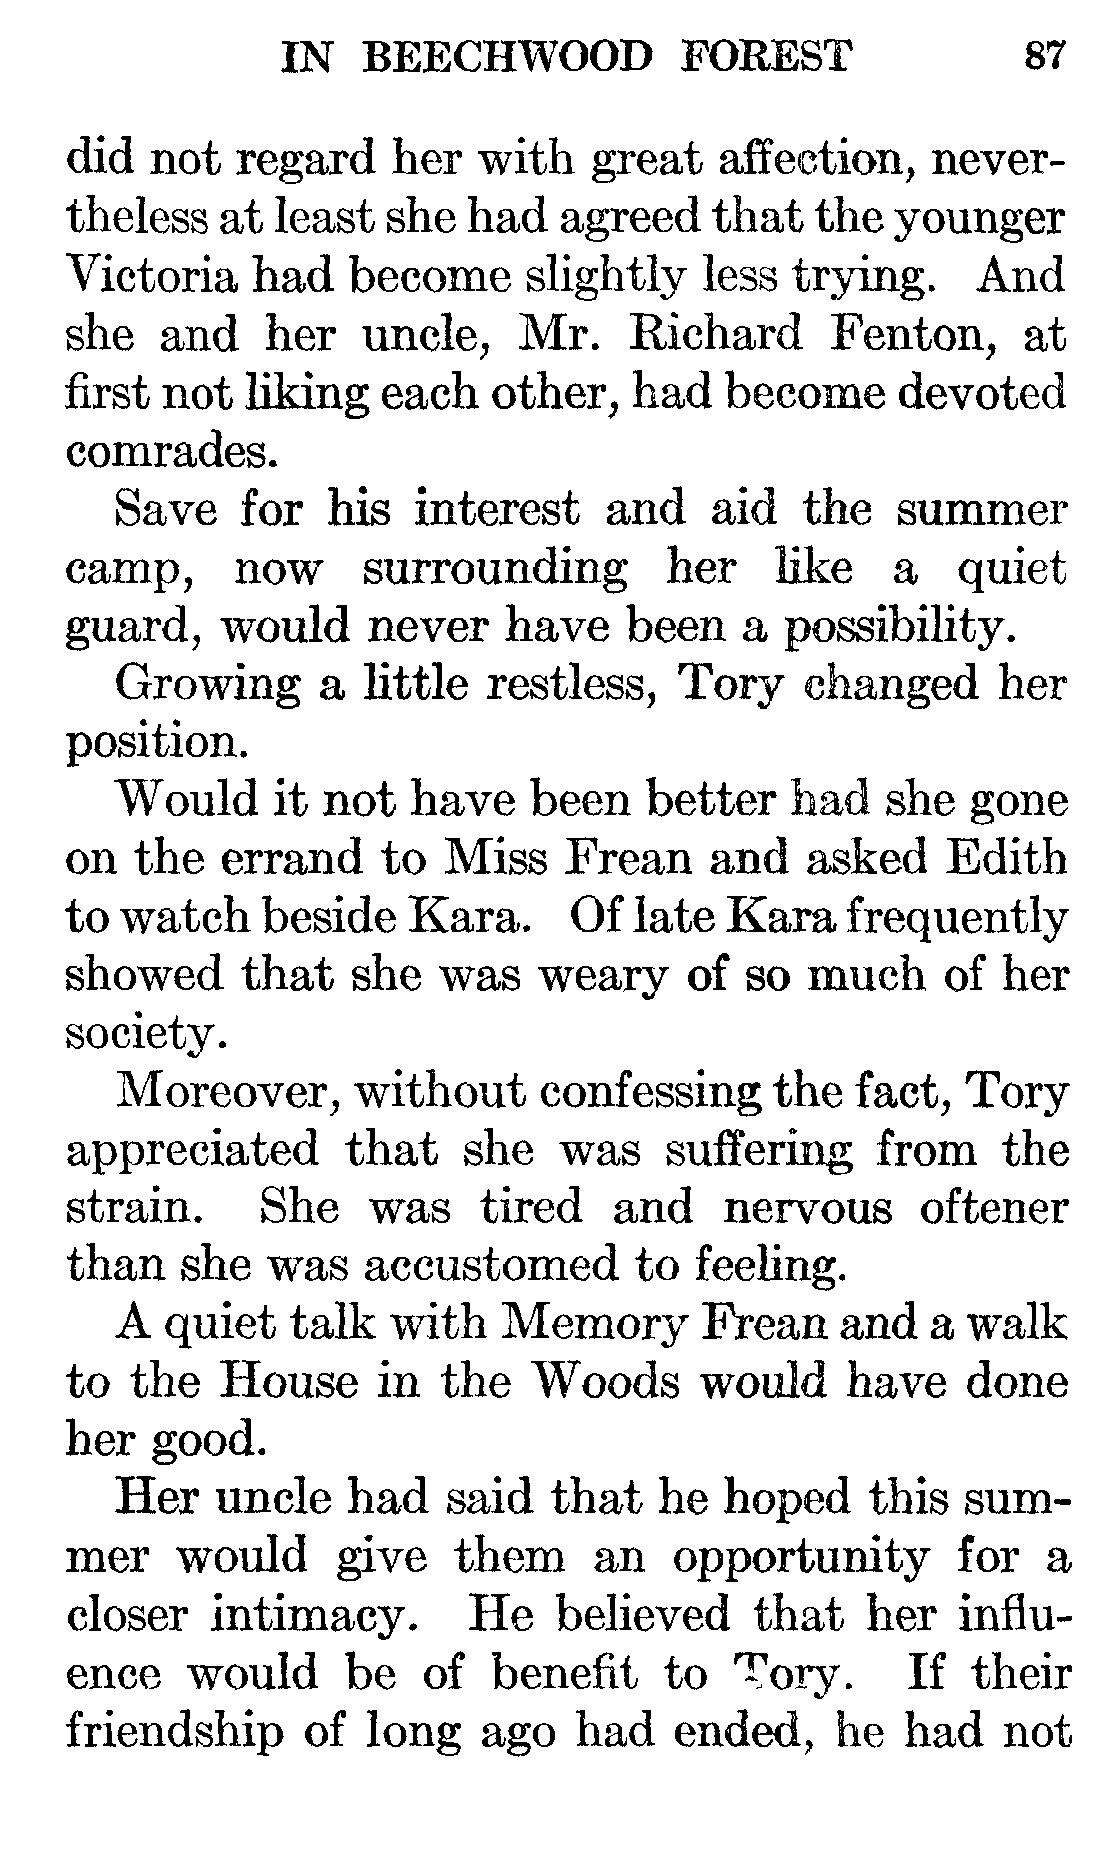 IN BEECHWOOD FOREST 87
did not regard her with great affection, never-
theless at least she had agreed that the younger
Victoria had become slightly less trying. And
she and her uncle, Mr. Richard Fenton, at
first not liking each other, had become devoted
comrades.
Save for his interest and aid the summer
camp, now surrounding her like a quiet
guard, would never have been a possibility.
Growing a little restless, Tory changed her
position.
Would it not have been better had she gone
on the errand to Miss Frean and asked Edith
to watch beside Kara. Of late Kara frequently
showed that she was weary of so much of her
society.
Moreover, without confessing the fact, Tory
appreciated that she was suffering from the
strain. She was tired and nervous oftener
than she was accustomed to feeling.
A quiet talk with Memory Frean and a walk
to the House in the Woods would have done
her good.
Her uncle had said that he hoped this sum-
mer would give them an opportunity for a
closer intimacy. He believed that her influ-
ence would be of benefit to Tory. If their
friendship of long ago had ended, he had not